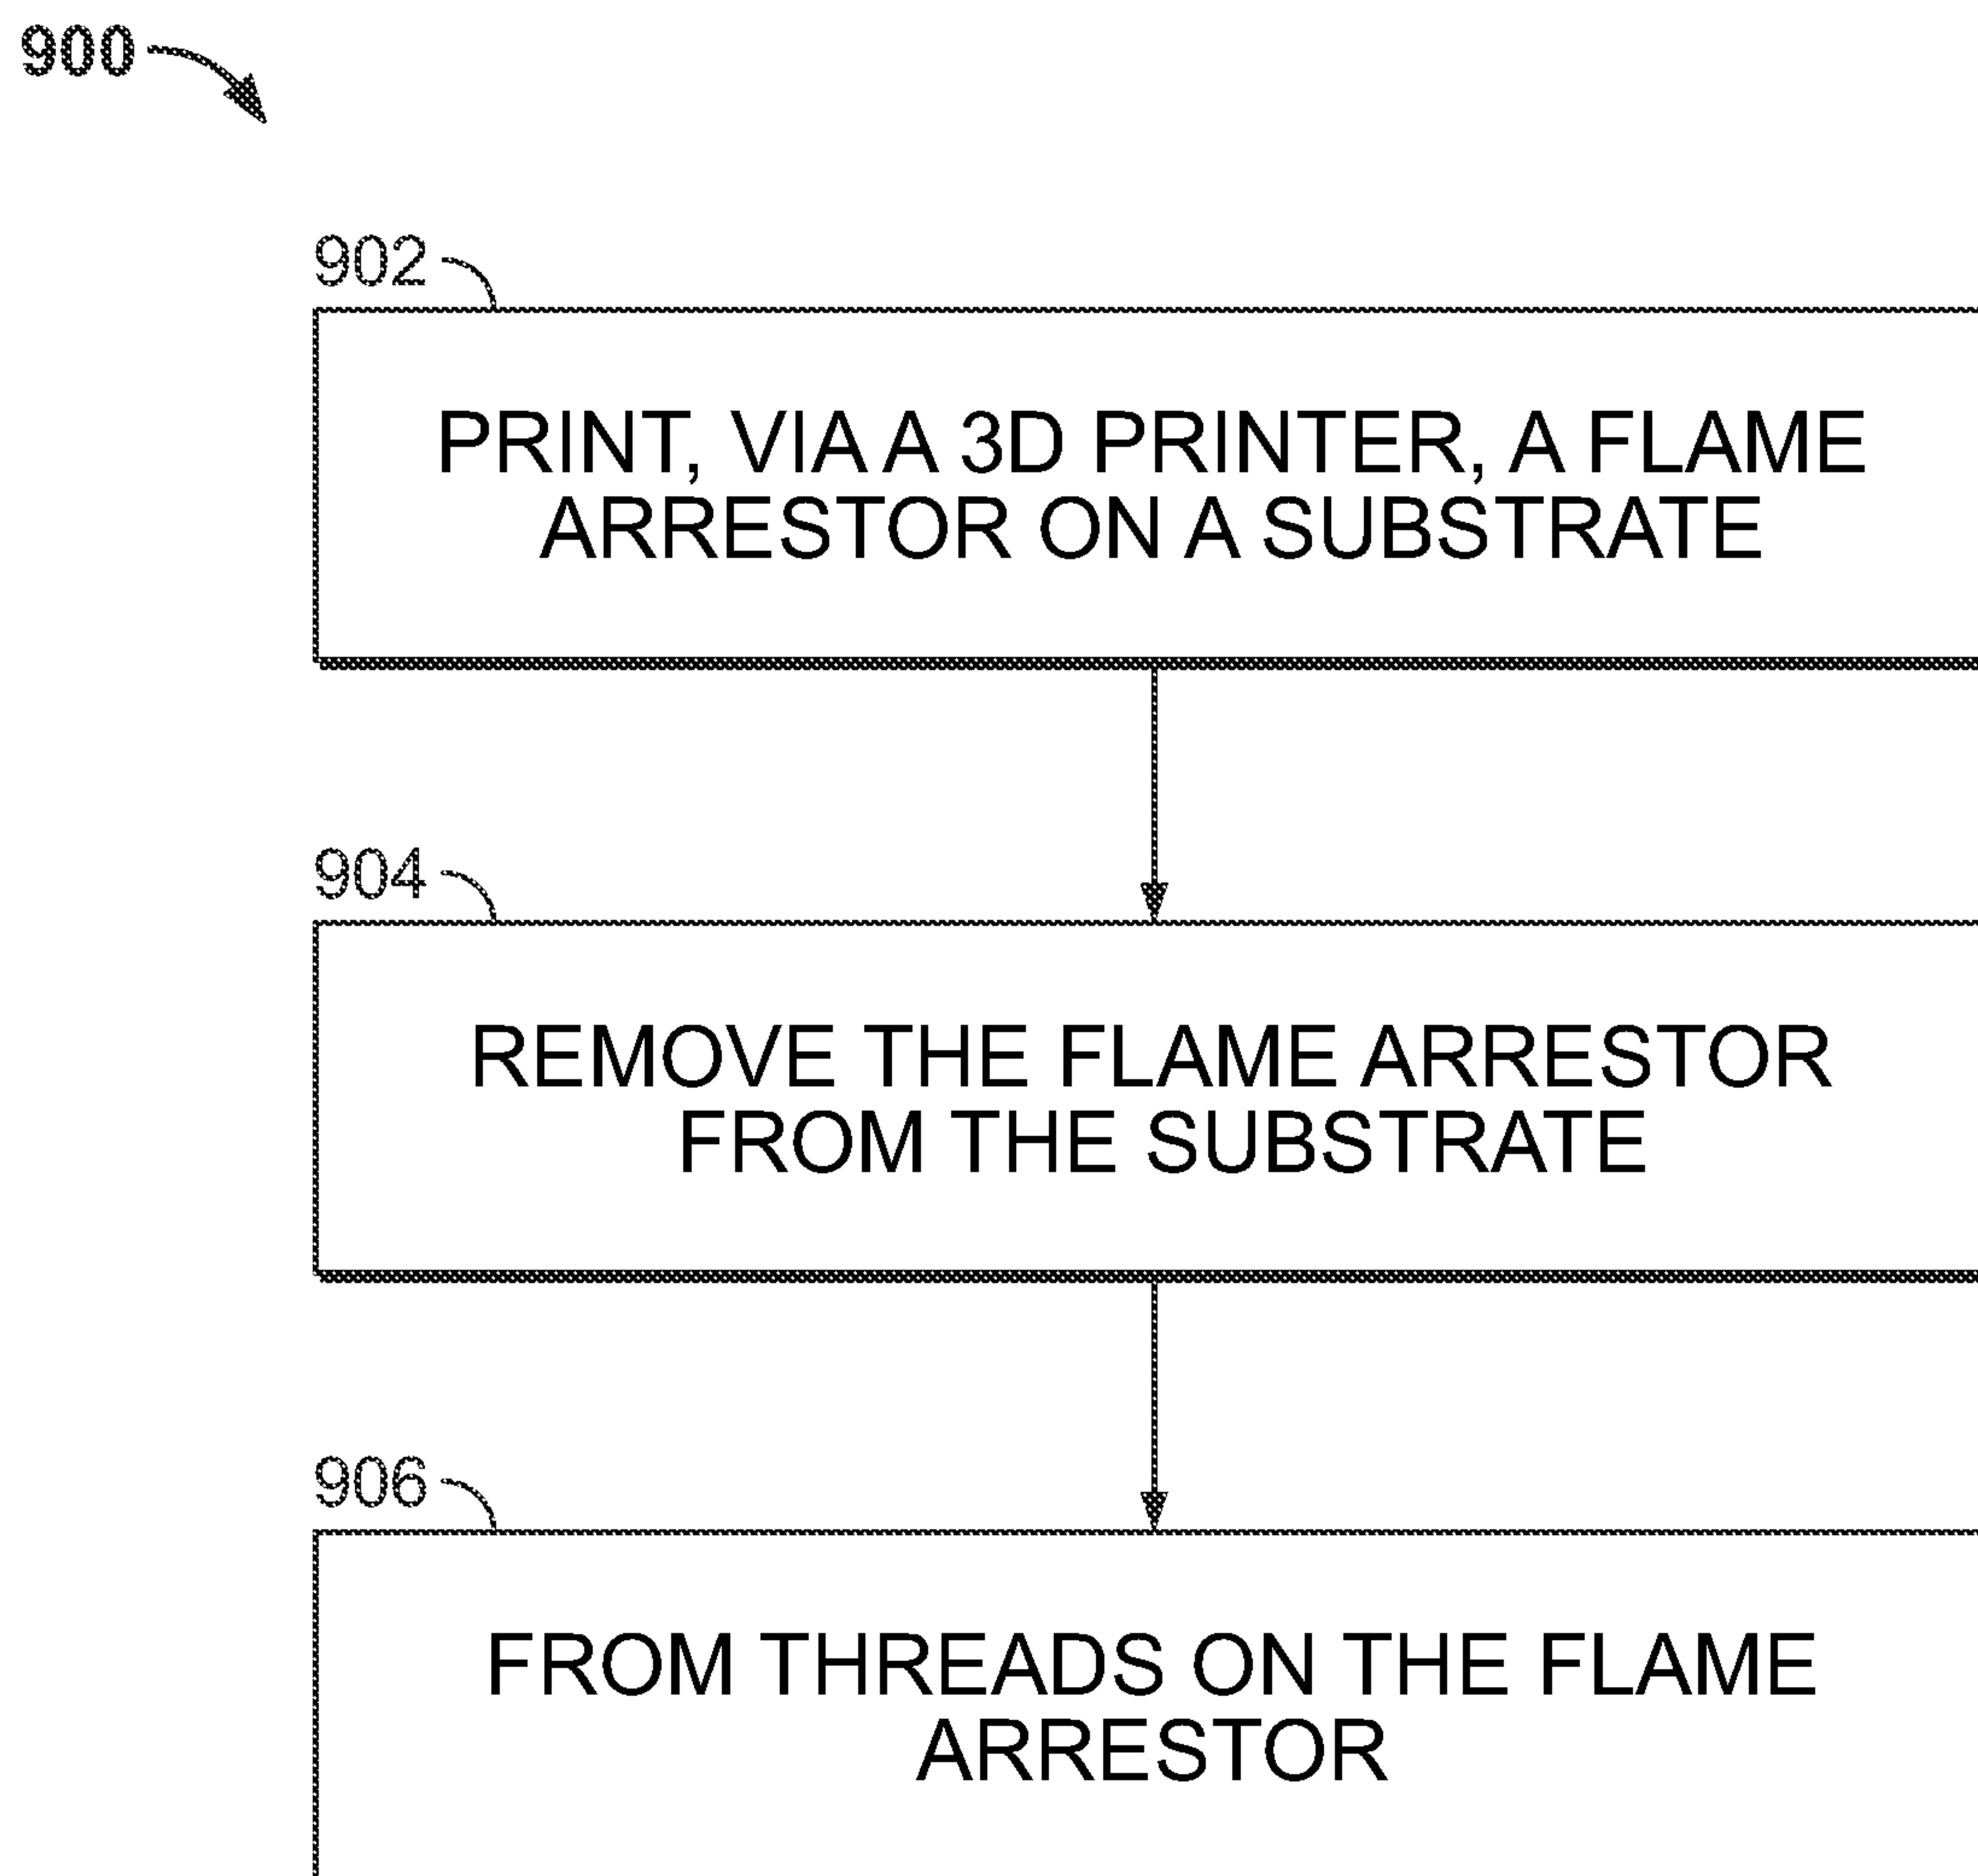 900
902
PRINT, VIA A 3D PRINTER, A FLAME
ARRESTOR ON A SUBSTRATE
904
REMOVE THE FLAME ARRESTOR
FROM THE SUBSTRATE
906
FROM THREADS ON THE FLAME
ARRESTOR